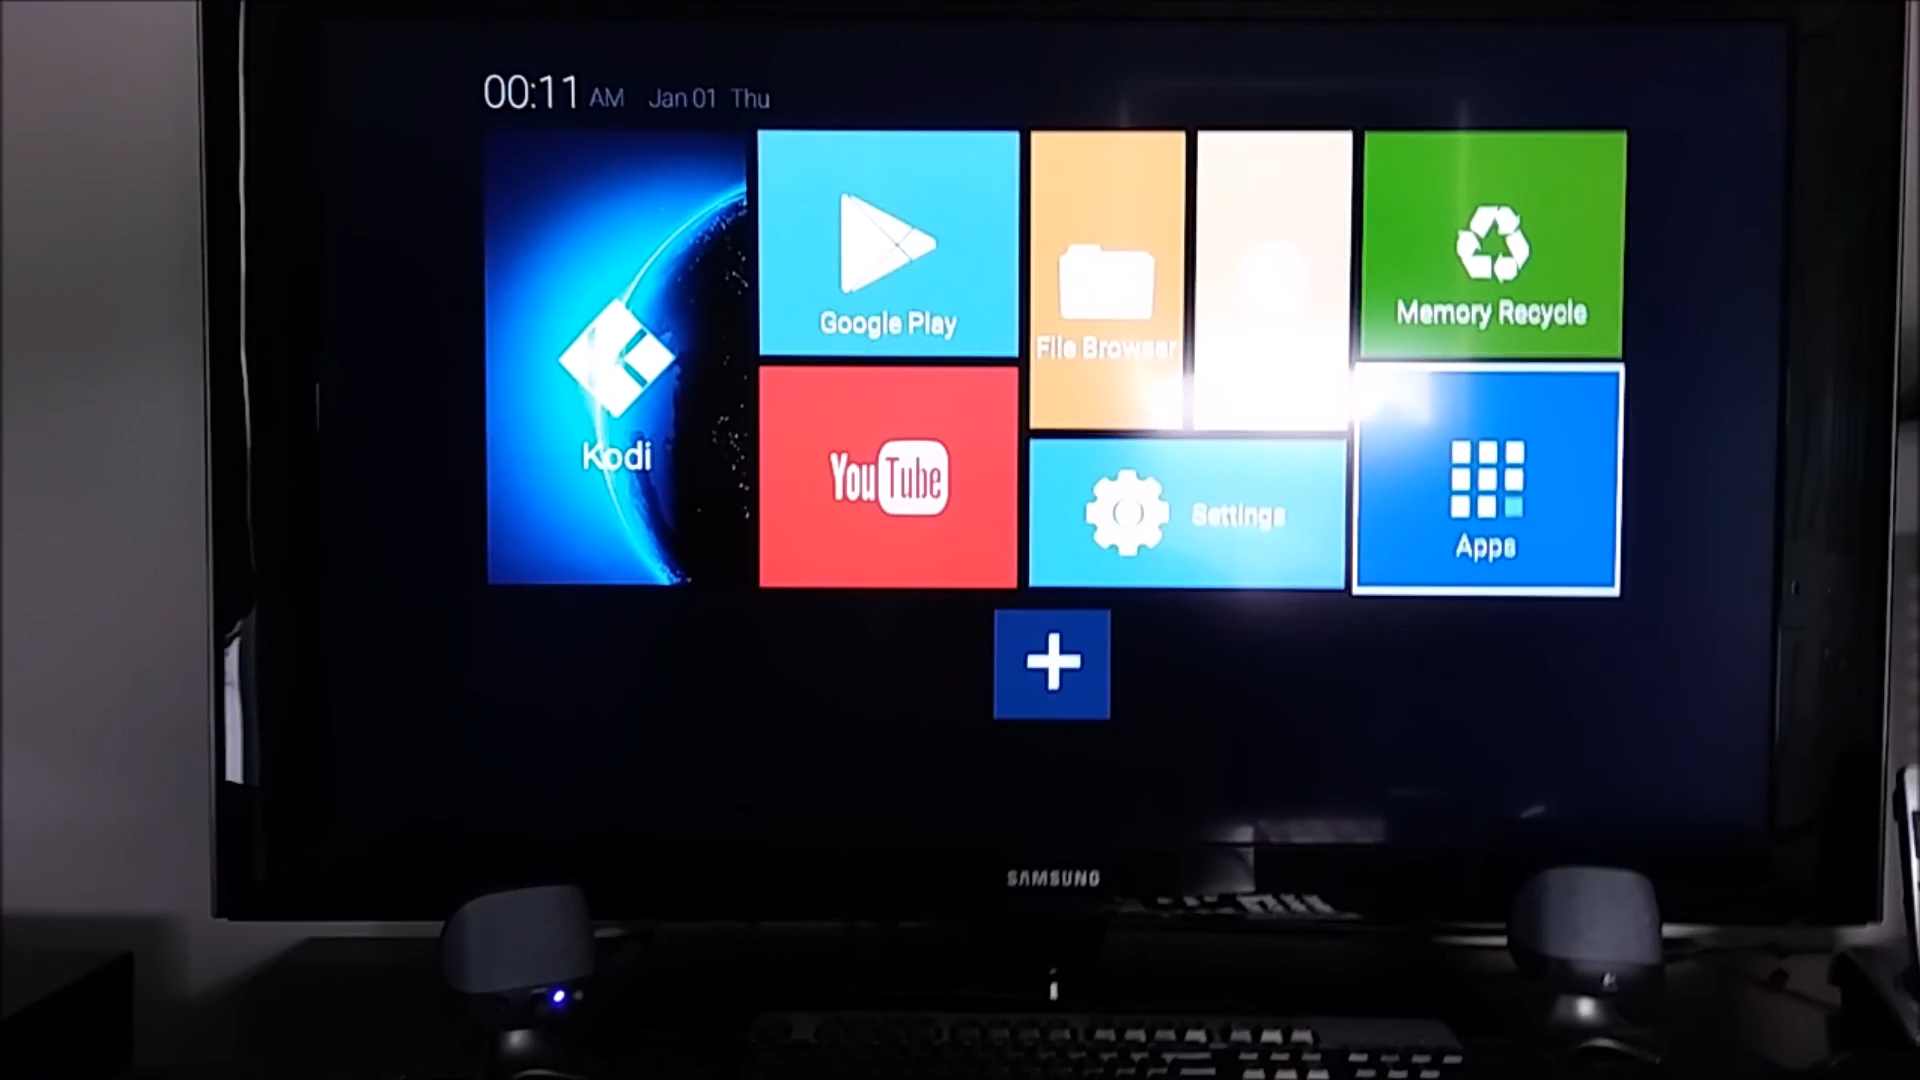 00:11 AM Jan 01 Thu
Kodi
Google Play
File Browser
Memory Recycle
YouTube
Settings
Apps
SAMSUNG